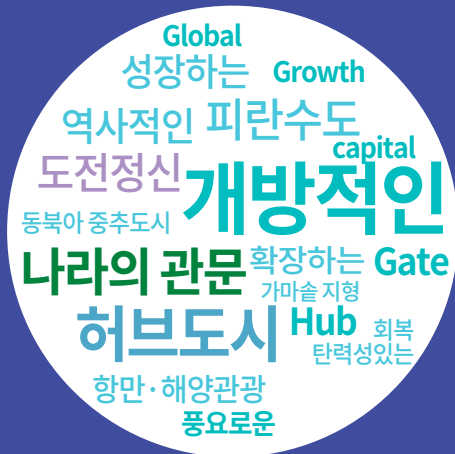 Global
성장하는 Growth
역사적인 피란수도
capital
도전정신 개방적인
동북아 중추도시
나라의 관문 확장하는 Gate
가마솥 지형
허브도시 Hub 회복
탄력성있는
항만·해양관광
풍요로운